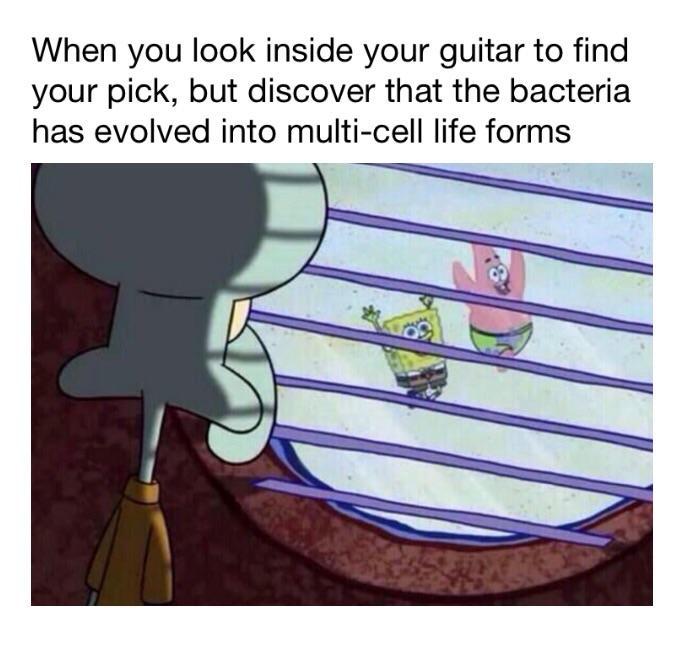 When you look inside your guitar to find
your pick, but discover that the bacteria
has evolved into multi-cell life forms